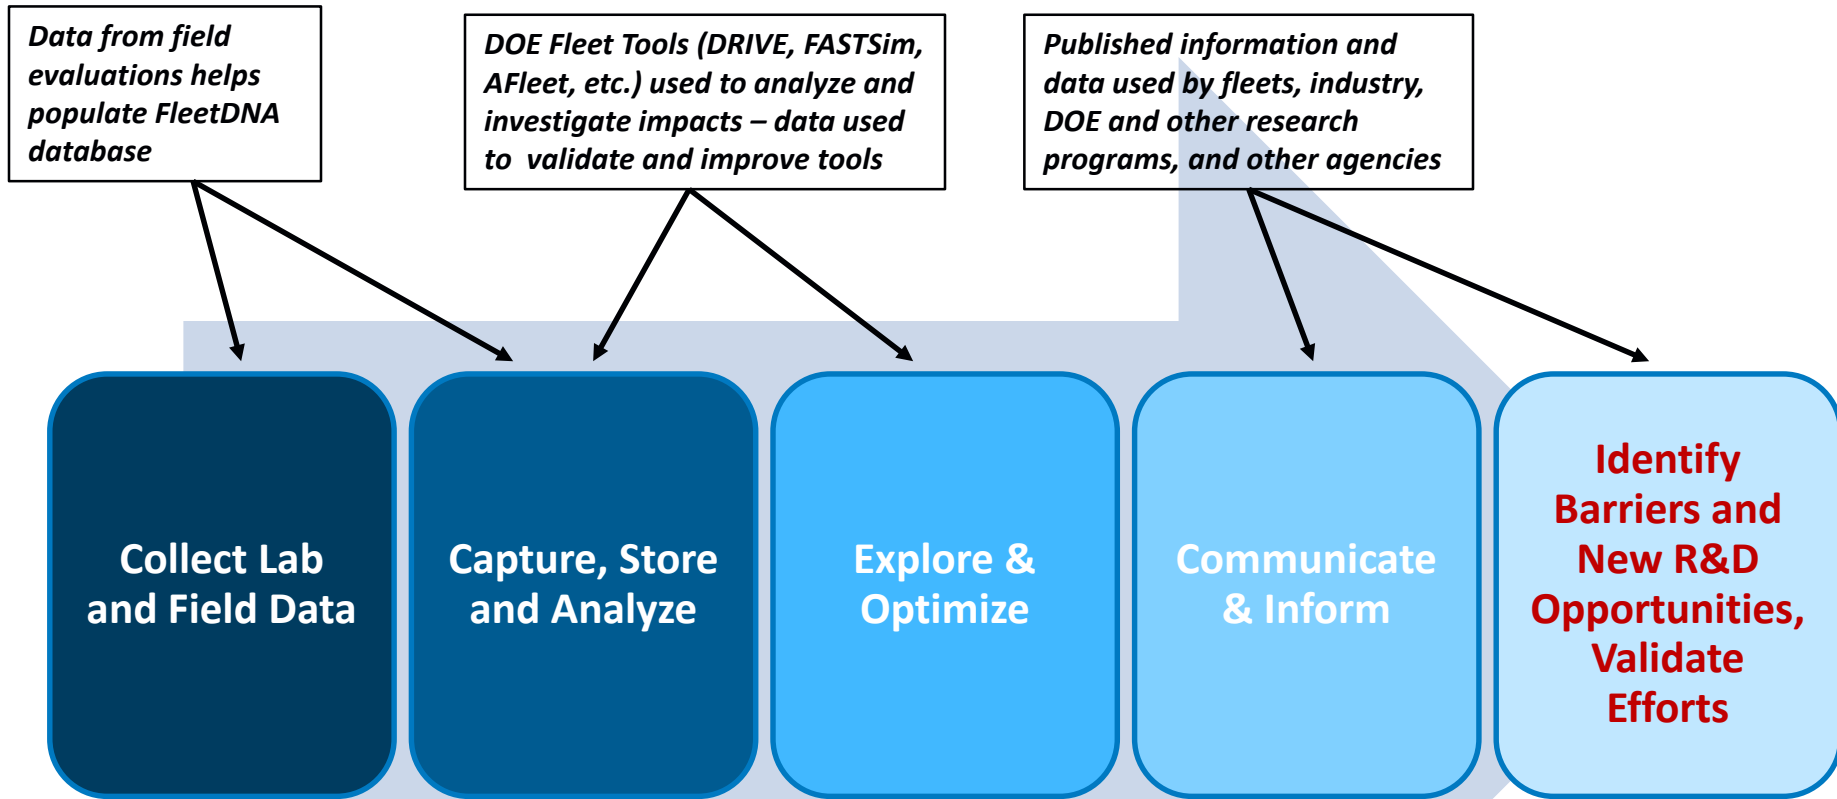 Data from field
evaluations helps
populate FleetDNA
database
DOE Fleet Tools (DRIVE, FASTSim,
AFleet, etc.) used to analyze and
investigate impacts – data used
to  validate and improve tools
Published information and
data used by fleets, industry,
DOE and other research
programs, and other agencies
Collect Lab
and Field Data
Capture, Store
and Analyze
Explore &
Optimize
Communicate
& Inform
Identify
Barriers and
New R&D
Opportunities,
Validate
Efforts